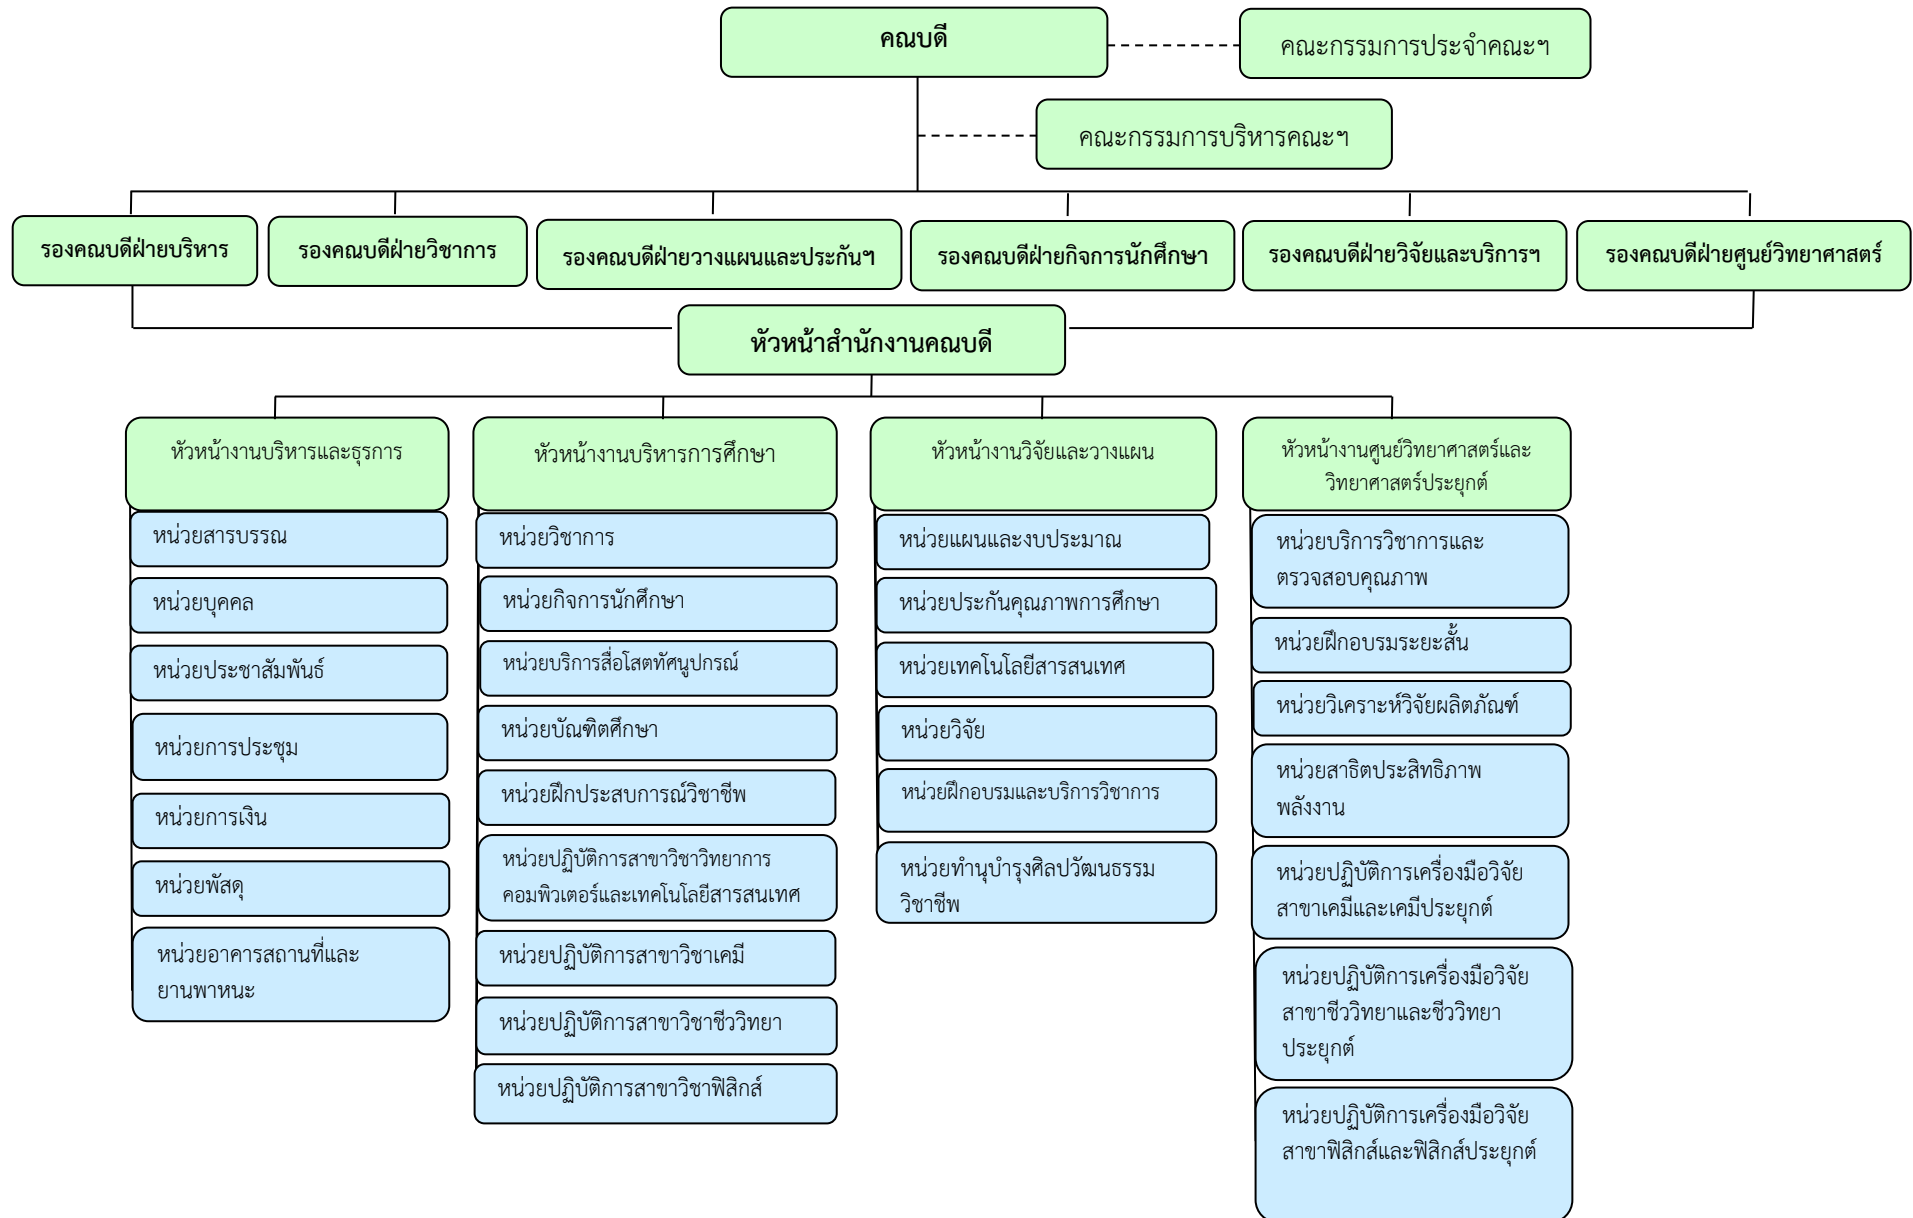 คณบดี
คณะกรรมการประจำคณะฯ
คณะกรรมการบริหารคณะฯ
รองคณบดีฝ่ายบริหาร
รองคณบดีฝ่ายวิชาการ
รองคณบดีฝ่ายวางแผนและประกันฯ
รองคณบดีฝ่ายกิจการนักศึกษา
รองคณบดีฝ่ายวิจัยและบริการฯ
รองคณบดีฝ่ายศูนย์วิทยาศาสตร์
หัวหน้าสำนักงานคณบดี
หัวหน้างานบริหารและธุรการ
หน่วยสารบรรณ
หน่วยบุคคล
หน่วยประชาสัมพันธ์
หน่วยการประชุม
หน่วยการเงิน
หน่วยพัสดุ
หน่วยอาคารสถานที่และ
ยานพาหนะ
หัวหน้างานบริหารการศึกษา
หน่วยวิชาการ
หน่วยกิจการนักศึกษา
หน่วยบริการสื่อโสตทัศนูปกรณ์
หน่วยบัณฑิตศึกษา
หน่วยฝึกประสบการณ์วิชาชีพ
หน่วยปฏิบัติการสาขาวิชาวิทยาการ
คอมพิวเตอร์และเทคโนโลยีสารสนเทศ
หน่วยปฏิบัติการสาขาวิชาเคมี
หน่วยปฏิบัติการสาขาวิชาชีววิทยา
หน่วยปฏิบัติการสาขาวิชาฟิสิกส์
หัวหน้างานวิจัยและวางแผน
หน่วยแผนและงบประมาณ
หน่วยประกันคุณภาพการศึกษา
หน่วยเทคโนโลยีสารสนเทศ
หน่วยวิจัย
หน่วยฝึกอบรมและบริการวิชาการ
หน่วยทำนุบำรุงศิลปวัฒนธรรม
วิชาชีพ
หัวหน้างานศูนย์วิทยาศาสตร์และ
วิทยาศาสตร์ประยุกต์
หน่วยบริการวิชาการและ
ตรวจสอบคุณภาพ
หน่วยฝึกอบรมระยะสั้น
หน่วยวิเคราะห์วิจัยผลิตภัณฑ์
หน่วยสาธิตประสิทธิภาพ
พลังงาน
หน่วยปฏิบัติการเครื่องมือวิจัย
สาขาเคมีและเคมีประยุกต์
หน่วยปฏิบัติการเครื่องมือวิจัย
สาขาชีววิทยาและชีววิทยา
ประยุกต์
หน่วยปฏิบัติการเครื่องมือวิจัย
สาขาฟิสิกส์และฟิสิกส์ประยุกต์